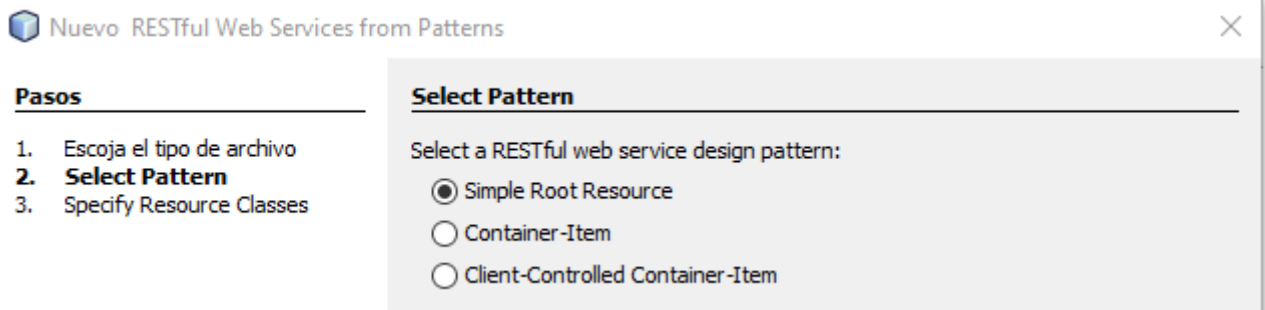 Nuevo RESTful Web Services from Patterns
Pasos
1. Escoja el tipo de archivo
2. Select Pattern
3. Specify Resource Classes
Select Pattern
Select a RESTful web service design pattern:
Simple Root Resource
Container-Item
Client-Controlled Container-Item